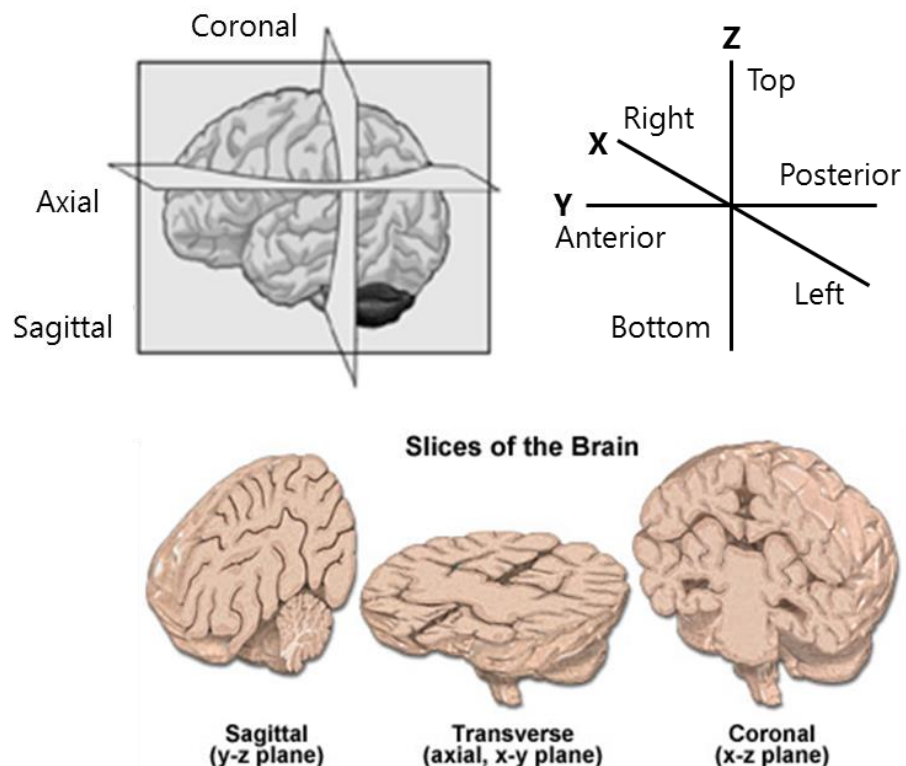 Coronal
Axial
Sagittal
Z
Top
Right
X
Posterior
Y
Anterior
Left
Bottom
Slices of the Brain
Sagittal
(y-z plane)
Transverse
(axial, x-y plane)
Coronal
(x-z plane)